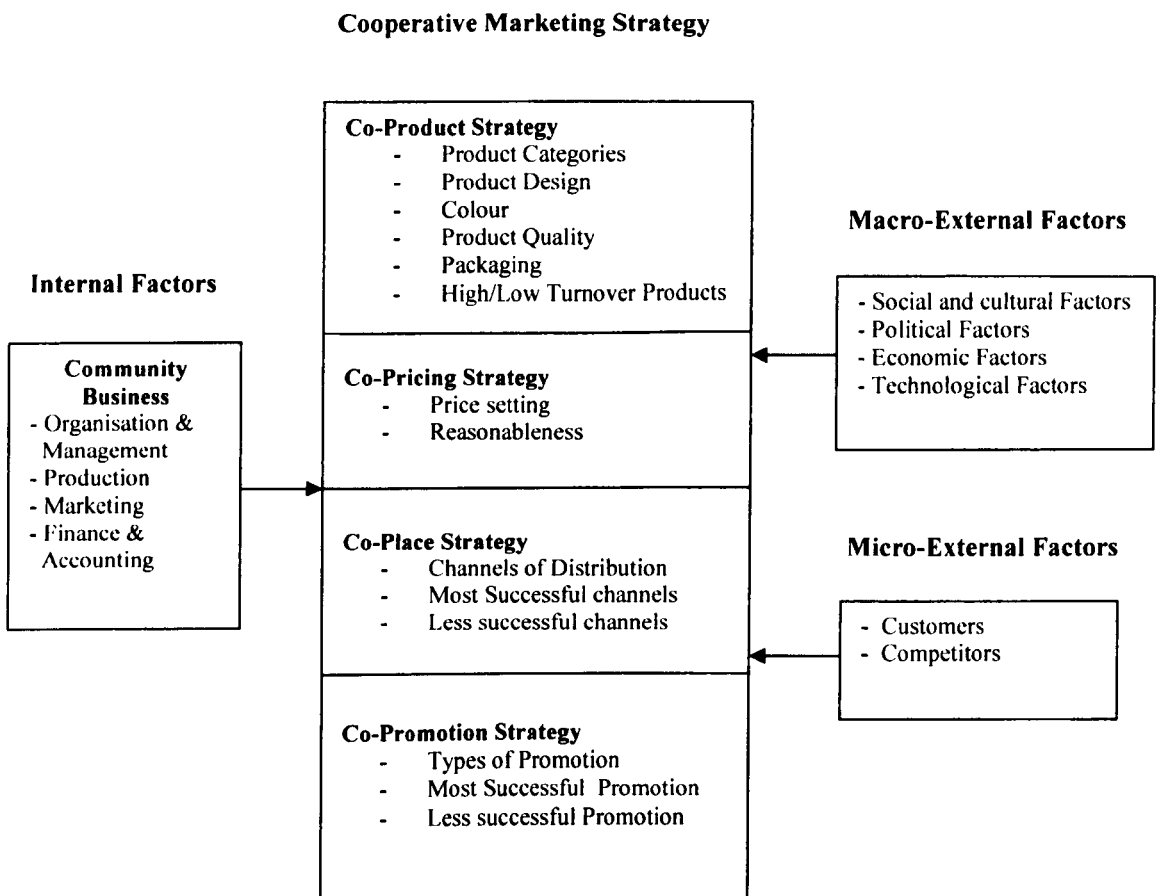 Cooperative Marketing Strategy
Internal Factors
Community
Business
- Organisation &
Management
- Production
- Marketing
- Finance &
Accounting
Co-Product Strategy
- Product Categories
- Product Design
- Colour
- Product Quality
- Packaging
- High/Low Turnover Products
Co-Pricing Strategy
- Price setting
- Reasonableness
Co-Place Strategy
- Channels of Distribution
- Most Successful channels
- Less successful channels
Co-Promotion Strategy
- Types of Promotion
- Most Successful Promotion
- Less successful Promotion
Macro-External Factors
- Social and cultural Factors
- Political Factors
- Economic Factors
- Technological Factors
Micro-External Factors
- Customers
- Competitors